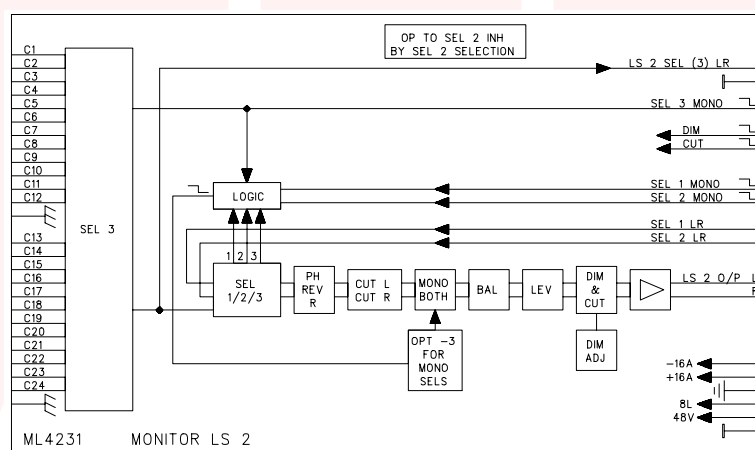 OP TO SEL 2 INH
BY SEL 2 SELECTION
C1
C2
C3
C4
C5
C6
C7
C8
C9
C10
C11
C12
C13
C14
C15
C16
C17
C18
C19
C20
C21
C22
C23
C24
SEL 3
LS 2 SEL (3) LR
SEL 3 MONO
DIM
CUT
LOGIC
SEL 1 MONO
SEL 2 MONO
SEL 1 LR
SEL 2 LR
1 2 3
SEL
1/2/3
PH
REV
R
CUT L
CUT R
MONO
BOTH
BAL
LEV
DIM
&
CUT
LS 2 O/P L
R
OPT -3
FOR
MONO
SELS
DIM
ADJ
-16A
+16A
8L
48V
ML4231 MONITOR LS 2